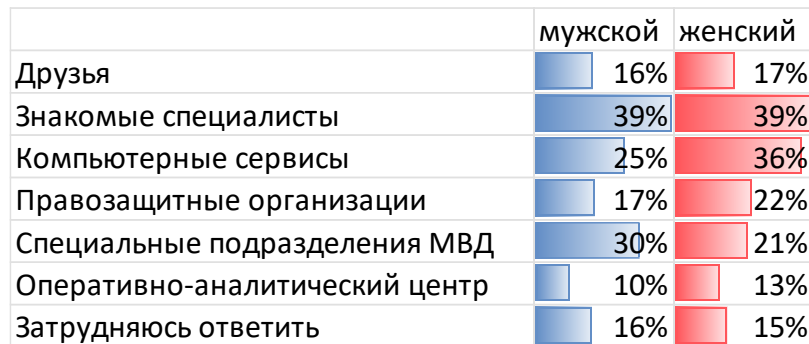 мужской женский
Друзья 16% 17%
Знакомые специалисты 39% 39%
Компьютерные сервисы 25% 36%
Правозащитные организации 17% 22%
Специальные подразделения МВД 30% 21%
Оперативно-аналитический центр 10% 13%
Затрудняюсь ответить 16% 15%